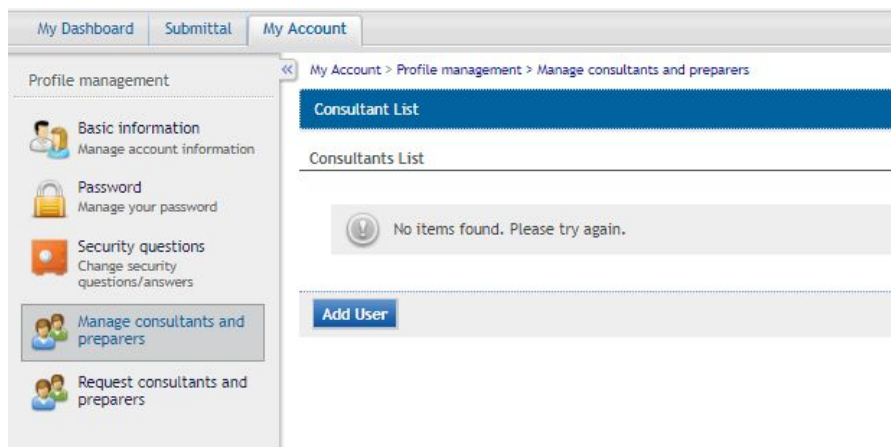 My Dashboard
Submittal
My Account
Profile management
Basic information
Manage account information
Password
Manage your password
Security questions
Change security
questions/answers
Manage consultants and
preparers
Request consultants and
preparers
«
My Account > Profile management > Manage consultants and preparers
Consultant List
Consultants List
No items found. Please try again.
Add User